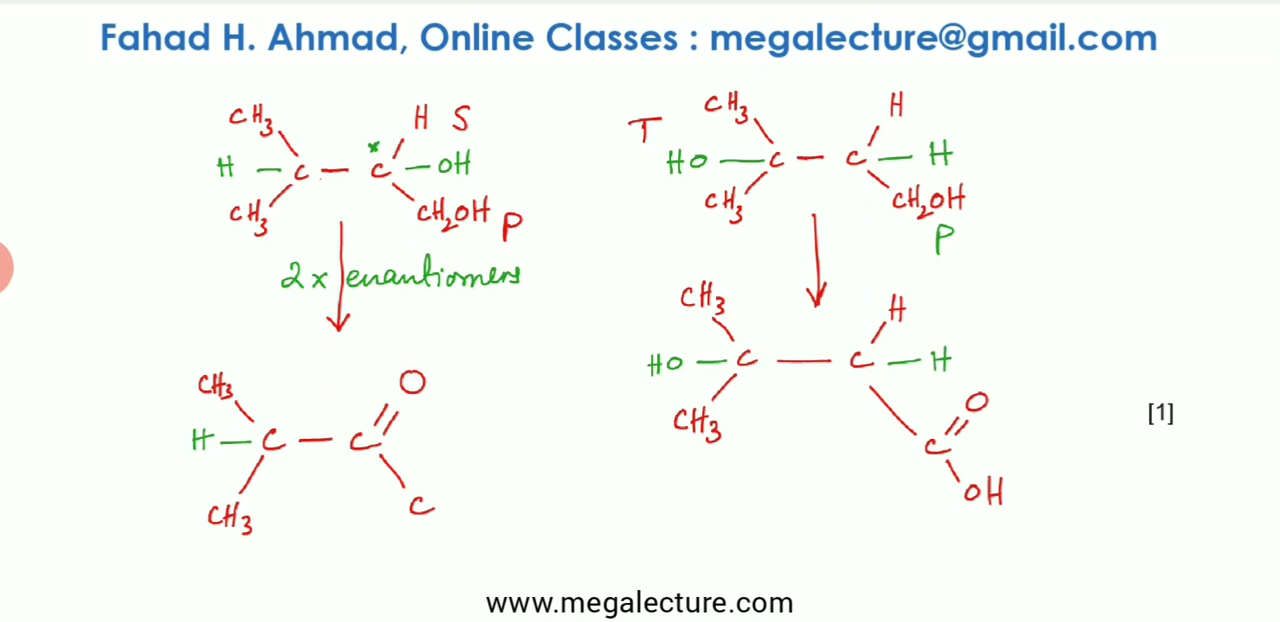 Fahad H. Ahmad, Online Classes : megalecture@gmail.com
CH3 H S
H — C — C* — OH
CH3 CH2OH P
2x enantiomers
CH3 O
H — C — C
CH3 C
T CH3 H
HO — C — C — H
CH3 CH2OH
P
CH3 H
HO — C — C — H
CH3 O
C
OH
[1]
www.megalecture.com